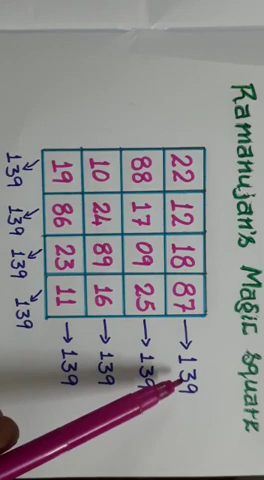 Ramanujan's Magic square
22 12 18 87 → 139
88 17 09 25 → 139
10 24 89 16 → 139
19 86 23 11 → 139
139 139 139 139